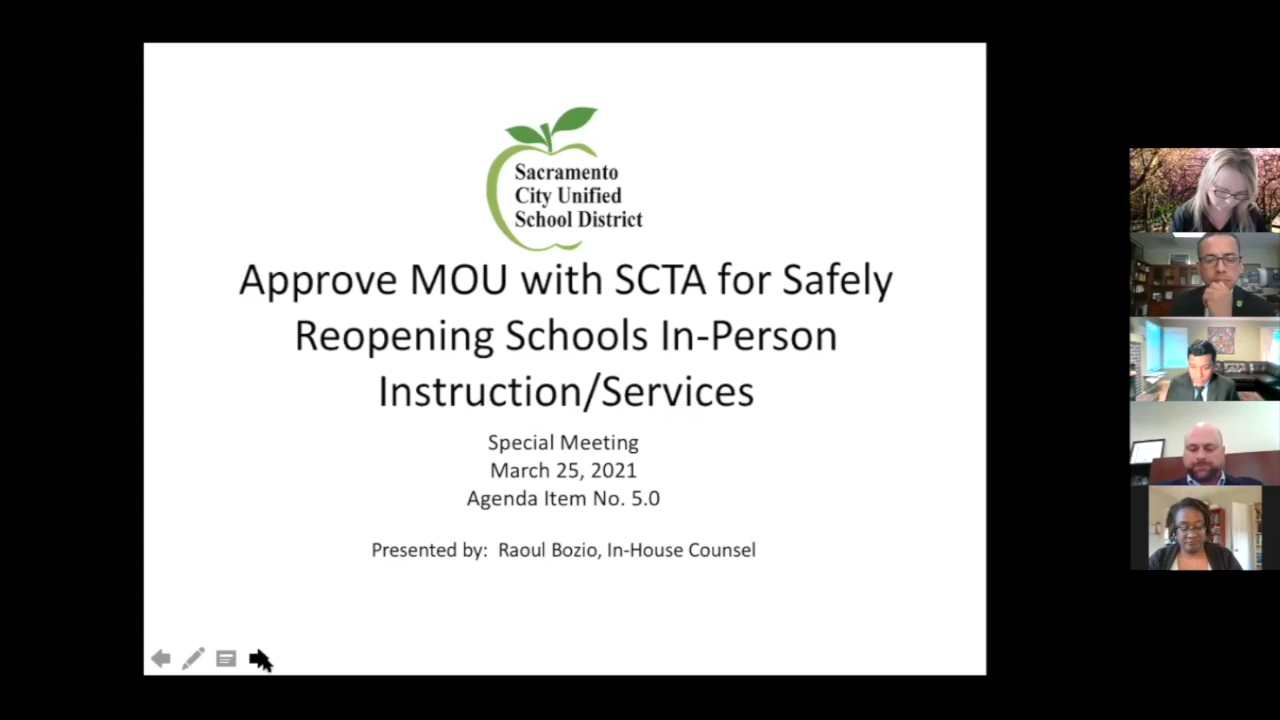 Sacramento
City Unified
School District
Approve MOU with SCTA for Safely
Reopening Schools In-Person
Instruction/Services
Special Meeting
March 25, 2021
Agenda Item No. 5.0
Presented by:  Raoul Bozio, In-House Counsel